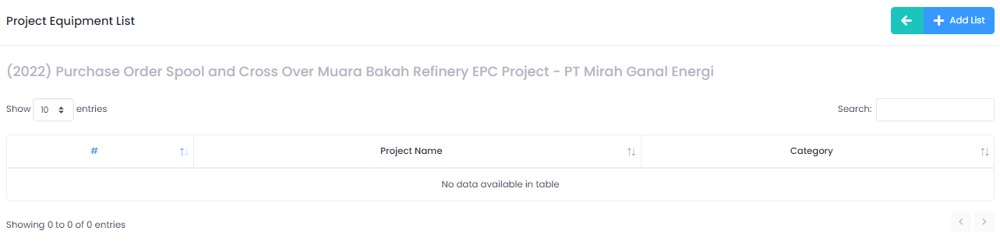 Project Equipment List
Add List
(2022) Purchase Order Spool and Cross Over Muara Bakah Refinery EPC Project - PT Mirah Ganal Energi
Show 10 entries
Search:
# Project Name Category
No data available in table
Showing 0 to 0 of 0 entries